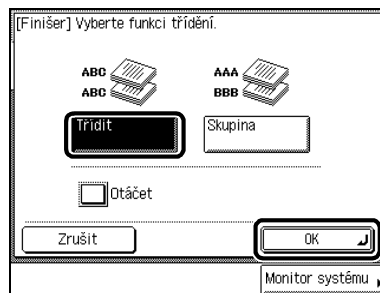 [Finišer] Vyberte funkci třídění.
ABC AAA
ABC BBB
Třídit Skupina
Otáčet
Zrušit OK
Monitor systému